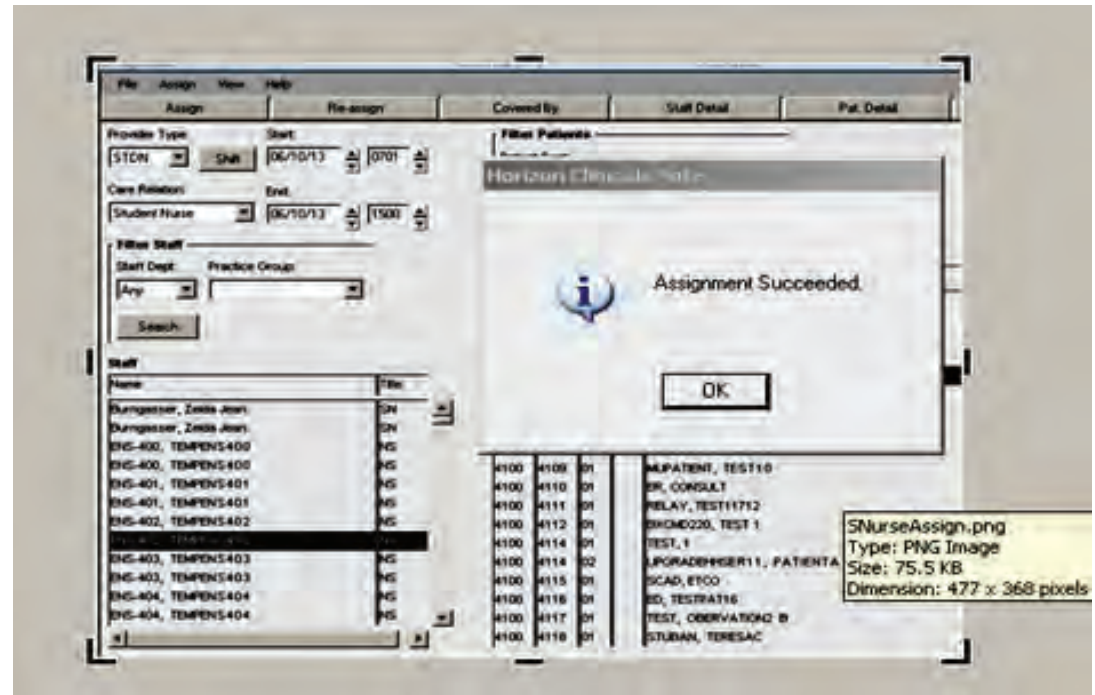 File Assign View Help
Assign Re-assign Covered By Staff Detail Pat. Detail
Provider Type: Start:
STDN Shift 06/10/13 0701
Care Relation: End:
Student Nurse 06/10/13 1500
Filter Staff
Staff Dept: Practice Group:
Any
Search
Staff
Name Title
Burngasser, Zelda Jean SN
Burngasser, Zelda Jean SN
ENS-400, TEMPENS400 NS
ENS-400, TEMPENS400 NS
ENS-401, TEMPENS401 NS
ENS-401, TEMPENS401 NS
ENS-402, TEMPENS402 NS
ENS-403, TEMPENS403 NS
ENS-403, TEMPENS403 NS
ENS-404, TEMPENS404 NS
ENS-404, TEMPENS404 NS
Filter Patients
Horizon
Assignment Succeeded.
OK
4100 4109 01 MUPATIENT, TEST10
4100 4110 01 ER, CONSULT
4100 4111 01 RELAY, TEST11712
4100 4112 01 TEST 1
4100 4114 01 TEST, 1
4100 4114 02 PATIENTA
4100 4115 01 SCAD, ETCO
4100 4116 01 ED, TESTPAT16
4100 4117 01 TEST, OBERVATION2 B
4100 4118 01 STUBAN, TERESAC
SNurseAssign.png
Type: PNG Image
Size: 75.5 KB
Dimension: 477 x 368 pixels